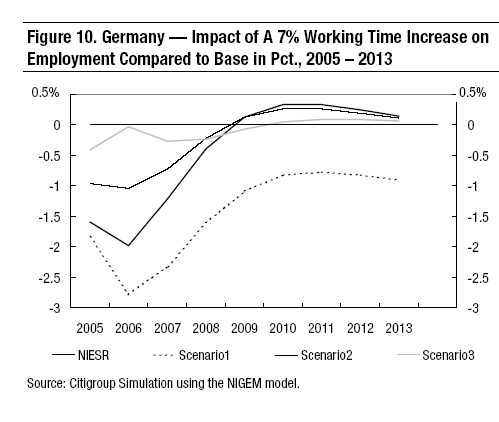 Figure 10. Germany — Impact of A 7% Working Time Increase on
Employment Compared to Base in Pct., 2005 – 2013
0.5% 0.5%
0 0
-0.5 -0.5
-1 -1
-1.5 -1.5
-2 -2
-2.5 -2.5
-3 -3
2005 2006 2007 2008 2009 2010 2011 2012 2013
NIESR Scenario1 Scenario2 Scenario3
Source: Citigroup Simulation using the NIGEM model.